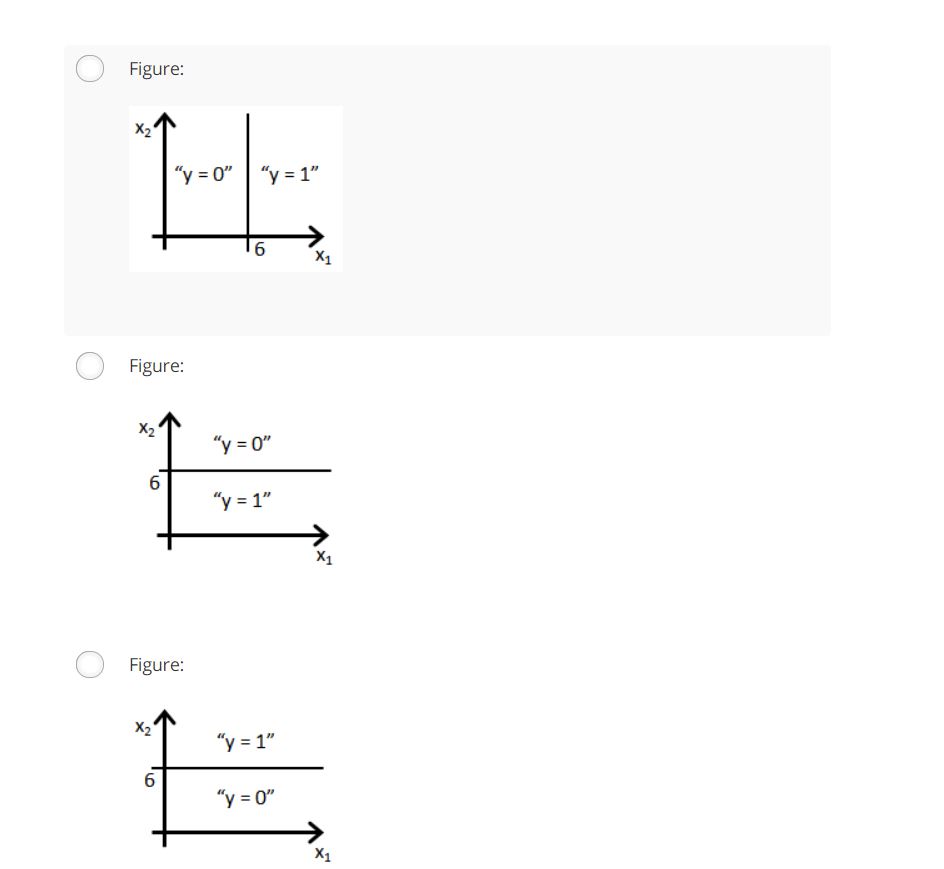 Figure:
x₂
“y = 0” “y = 1”
6
x₁
Figure:
x₂
“y = 0”
6
“y = 1”
x₁
Figure:
x₂
“y = 1”
6
“y = 0”
x₁